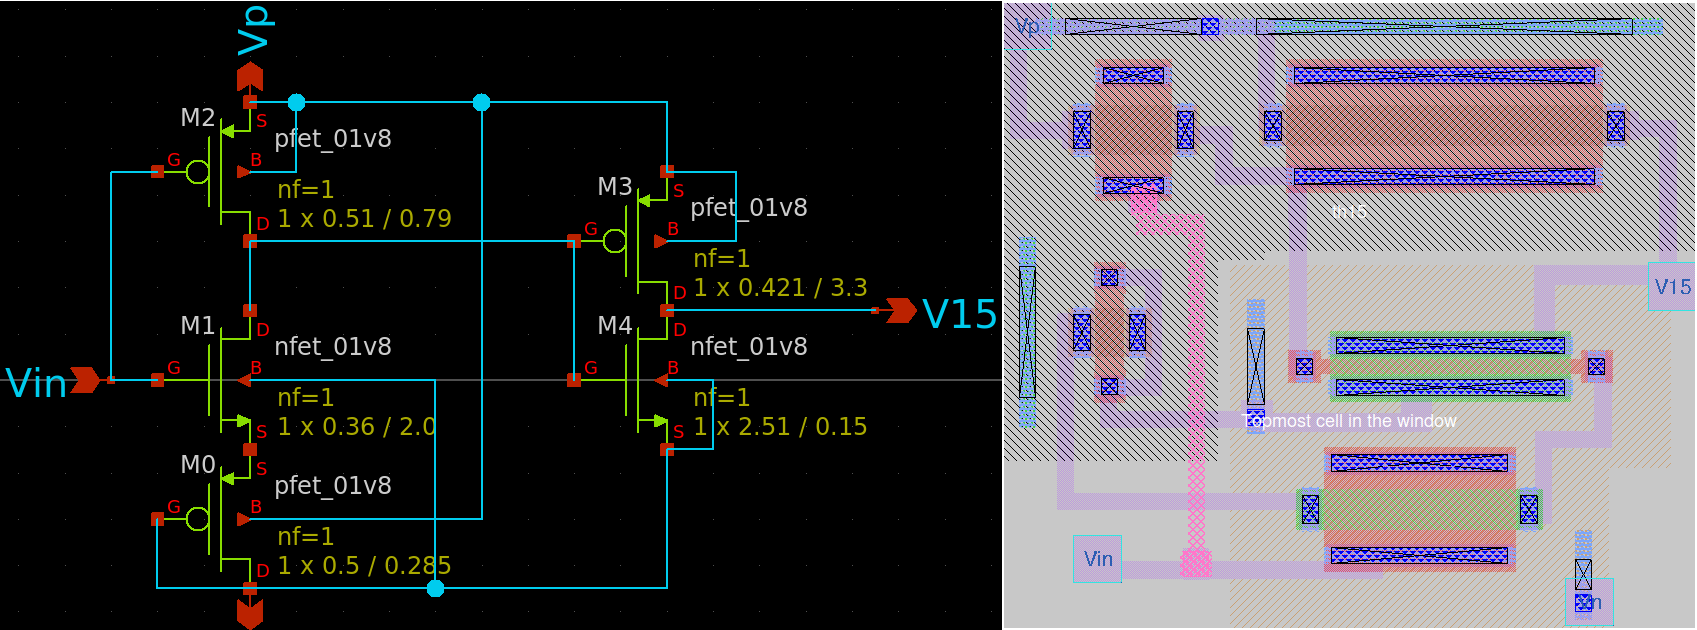 Vp
M2
S
pfet_01v8
G
B
nf=1
1 x 0.51 / 0.79
D
M3
S
pfet_01v8
G
B
nf=1
1 x 0.421 / 3.3
D
V15
M1
D
nfet_01v8
Vin
G
B
nf=1
1 x 0.36 / 2.0
S
M4
D
nfet_01v8
G
B
nf=1
1 x 2.51 / 0.15
S
M0
S
pfet_01v8
G
B
nf=1
1 x 0.5 / 0.285
D
Vp
th15
V15
Topmost cell in the window
Vin